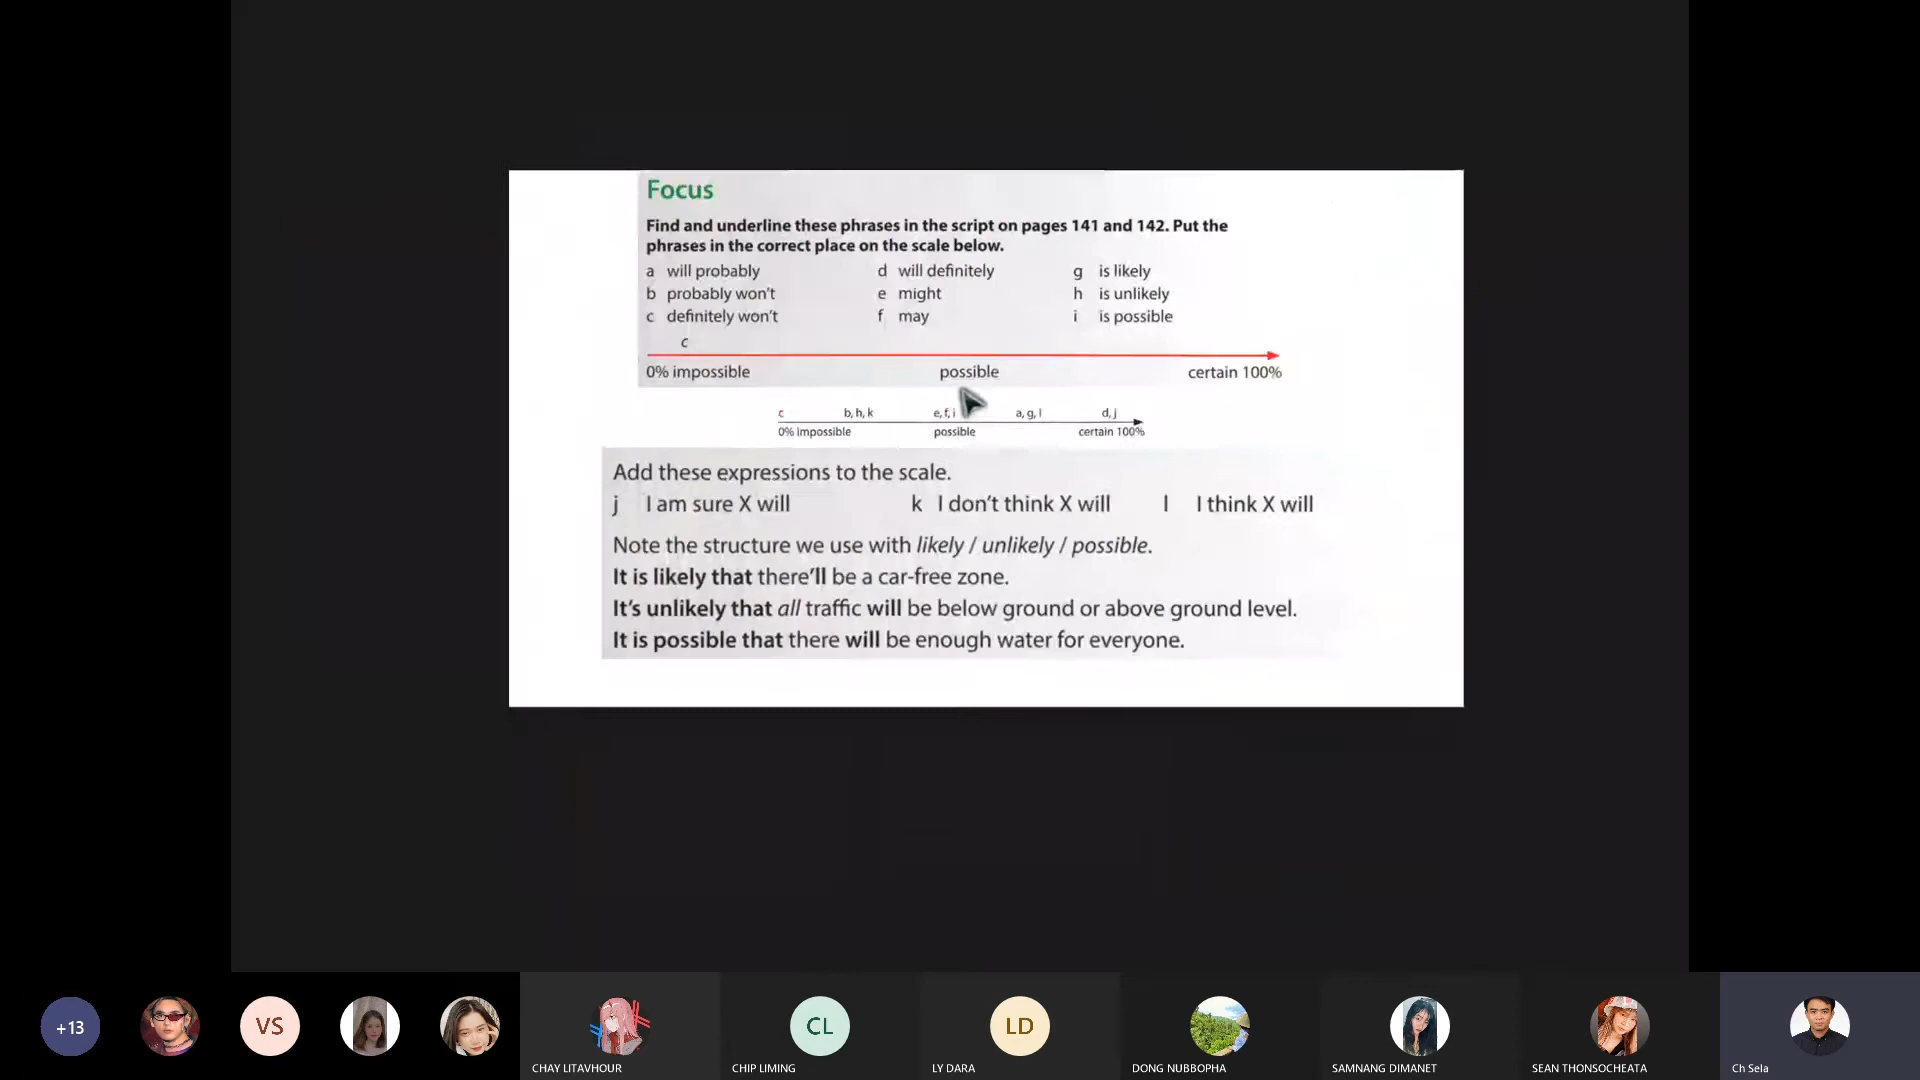 Focus
Find and underline these phrases in the script on pages 141 and 142. Put the
phrases in the correct place on the scale below.
a will probably d will definitely g is likely
b probably won't e might h is unlikely
c definitely won't f may i is possible
c
0% impossible possible certain 100%
c b, h, k e, f, i a, g, l d, j
0% impossible possible certain 100%
Add these expressions to the scale.
j I am sure X will k I don't think X will l I think X will
Note the structure we use with likely / unlikely / possible.
It is likely that there'll be a car-free zone.
It's unlikely that all traffic will be below ground or above ground level.
It is possible that there will be enough water for everyone.
+13 VS CL LD
CHAY LITAVHOUR CHIP LIMING LY DARA DONG NUBBOPHA SAMNANG DIMANET SEAN THONSOCHEATA Ch Sela